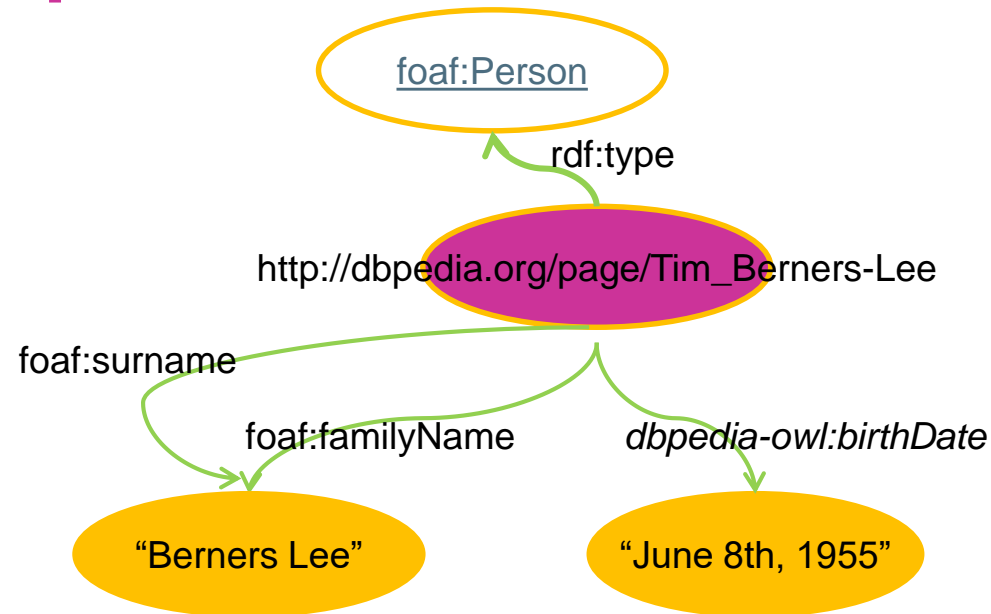 foaf:Person
rdf:type
http://dbpedia.org/page/Tim_Berners-Lee
foaf:surname
foaf:familyName
dbpedia-owl:birthDate
“Berners Lee”
“June 8th, 1955”